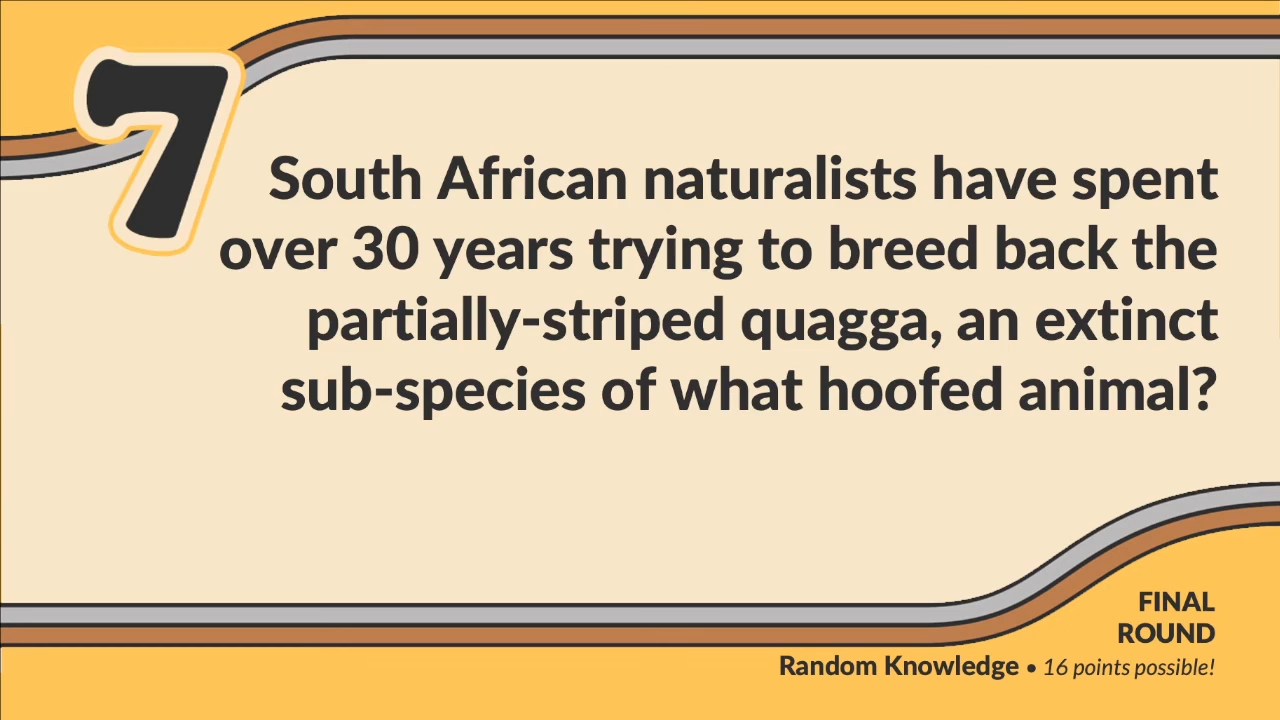 7
South African naturalists have spent
over 30 years trying to breed back the
partially-striped quagga, an extinct
sub-species of what hoofed animal?
FINAL
ROUND
Random Knowledge • 16 points possible!